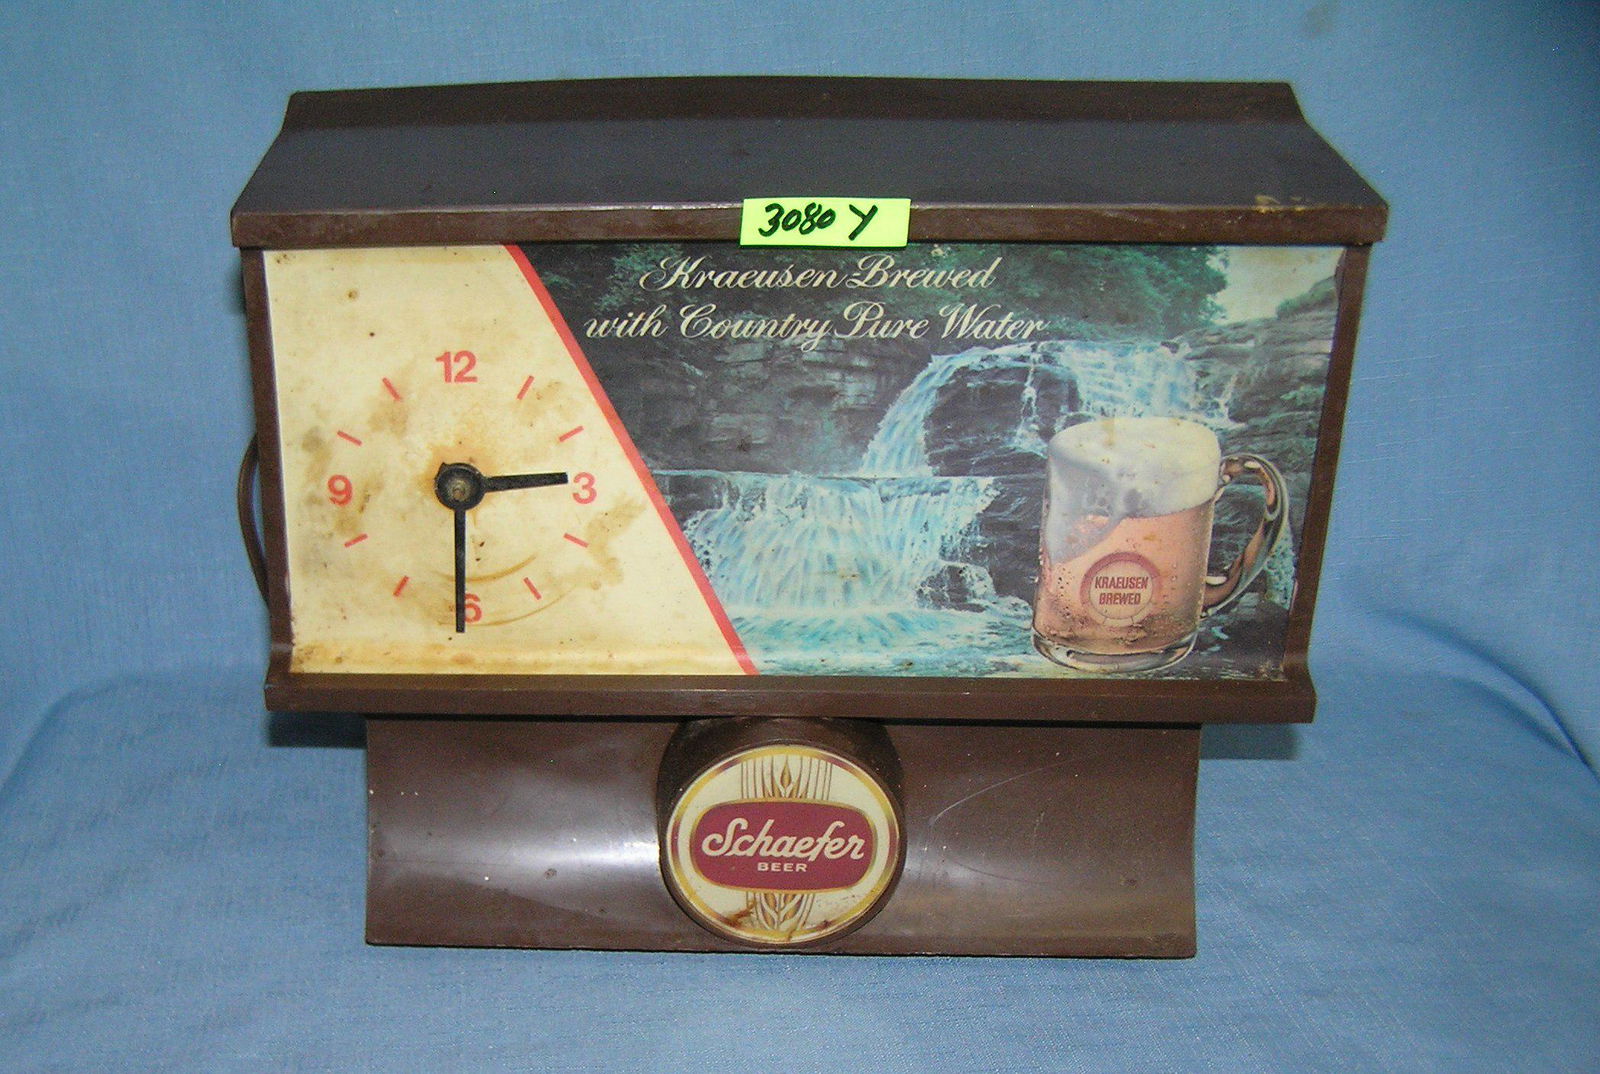 3080 Y
Kraeusen-Brewed
with Country Pure Water
12
9
3
6
KRAEUSEN
BREWED
Schaefer
BEER